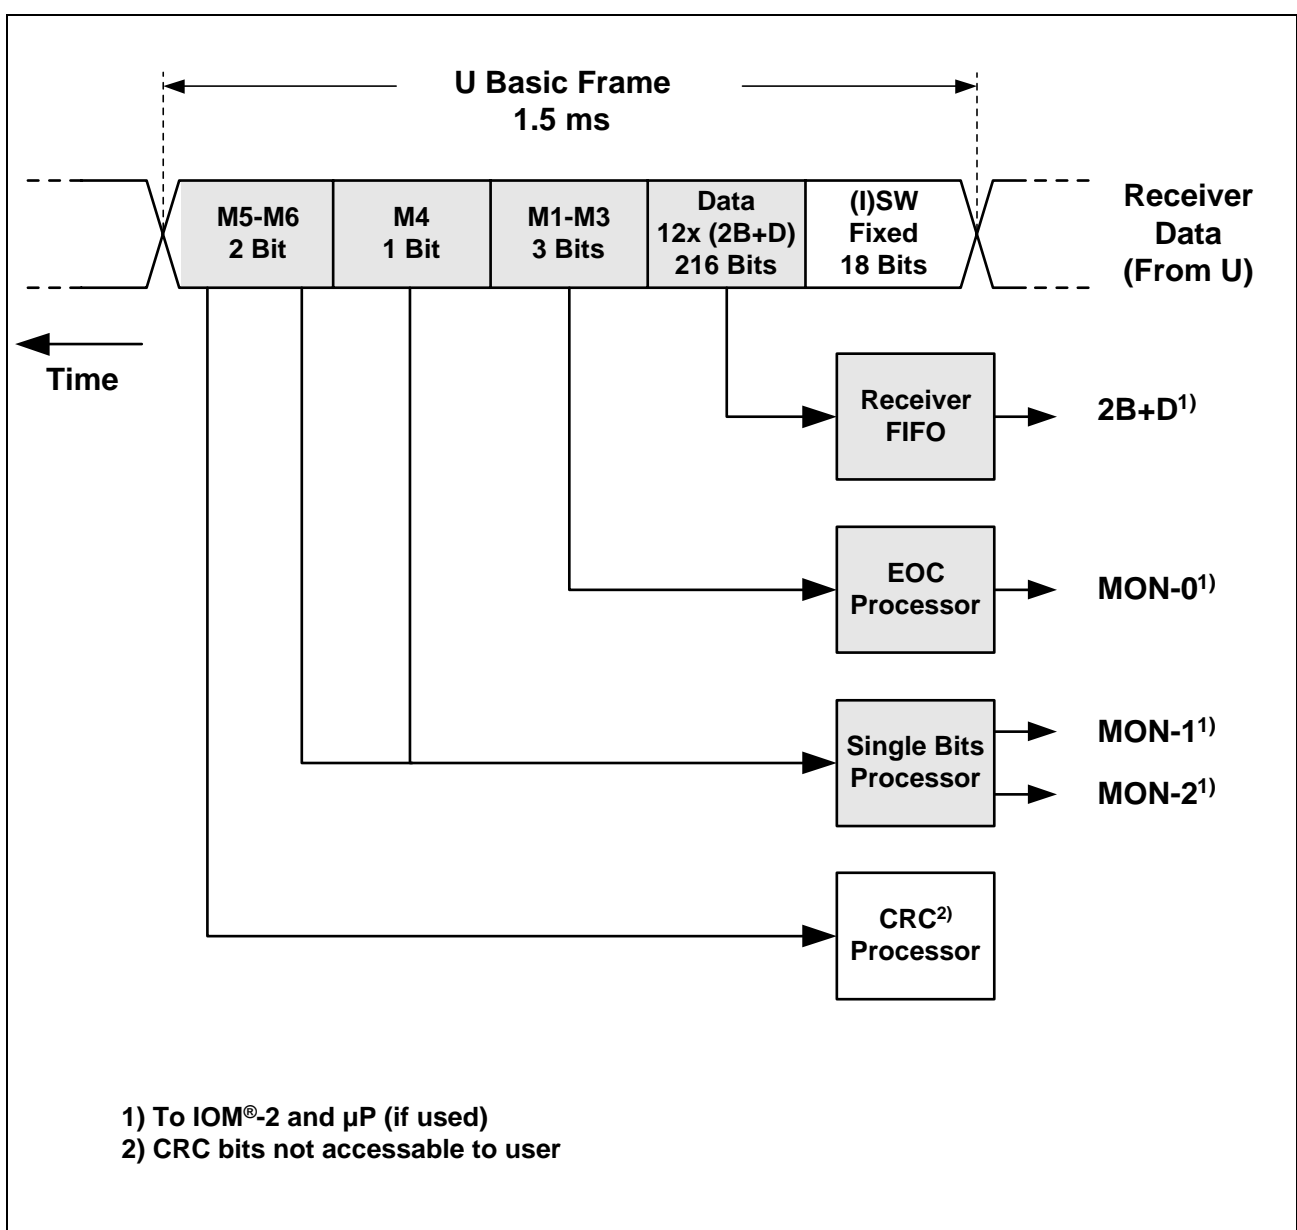 U Basic Frame
1.5 ms
M5-M6
2 Bit
M4
1 Bit
M1-M3
3 Bits
Data
12x (2B+D)
216 Bits
(I)SW
Fixed
18 Bits
Receiver
Data
(From U)
Time
Receiver
FIFO
2B+D1)
EOC
Processor
MON-01)
Single Bits
Processor
MON-11)
MON-21)
CRC2)
Processor
1) To IOM®-2 and µP (if used)
2) CRC bits not accessable to user